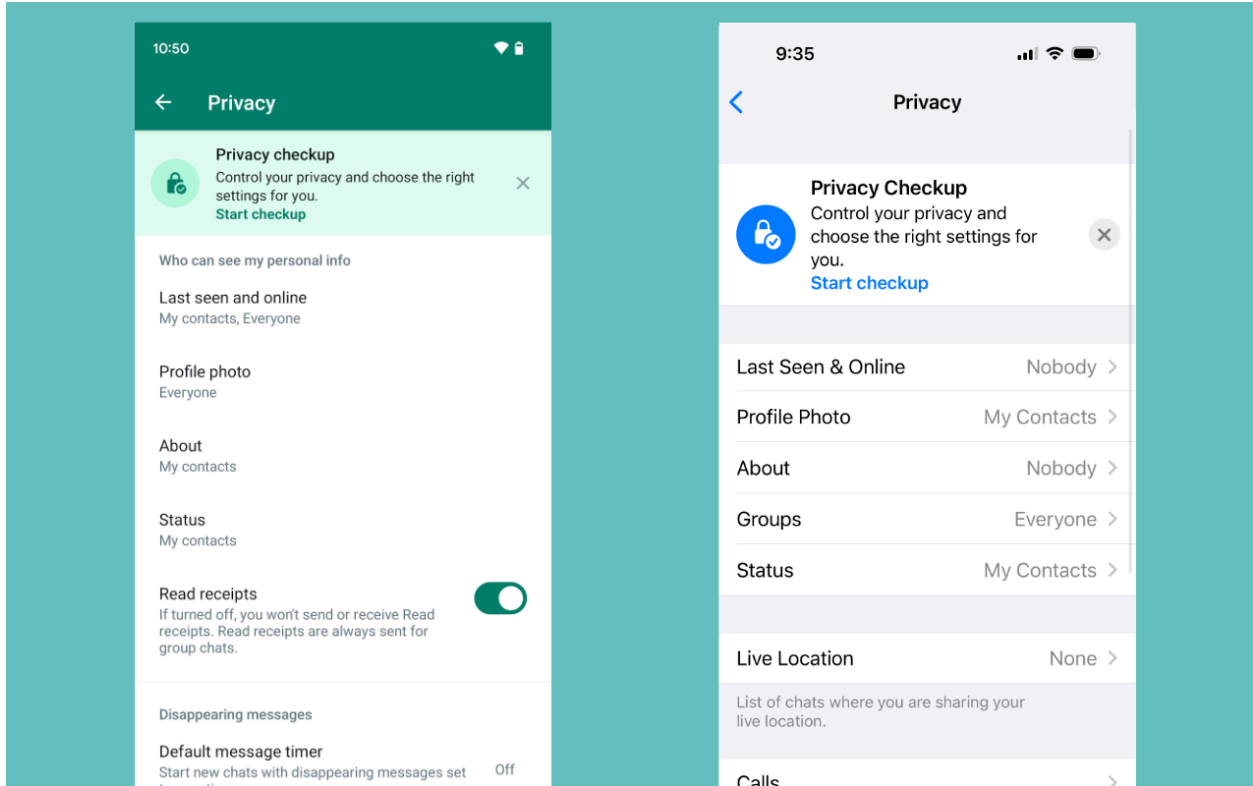 10:50
Privacy
Privacy checkup
Control your privacy and choose the right
settings for you.
Start checkup
Who can see my personal info
Last seen and online
My contacts, Everyone
Profile photo
Everyone
About
My contacts
Status
My contacts
Read receipts
If turned off, you won't send or receive Read
receipts. Read receipts are always sent for
group chats.
Disappearing messages
Default message timer
Start new chats with disappearing messages set
Off
9:35
Privacy
Privacy Checkup
Control your privacy and
choose the right settings for
you.
Start checkup
Last Seen & Online Nobody
Profile Photo My Contacts
About Nobody
Groups Everyone
Status My Contacts
Live Location None
List of chats where you are sharing your
live location.
Calls